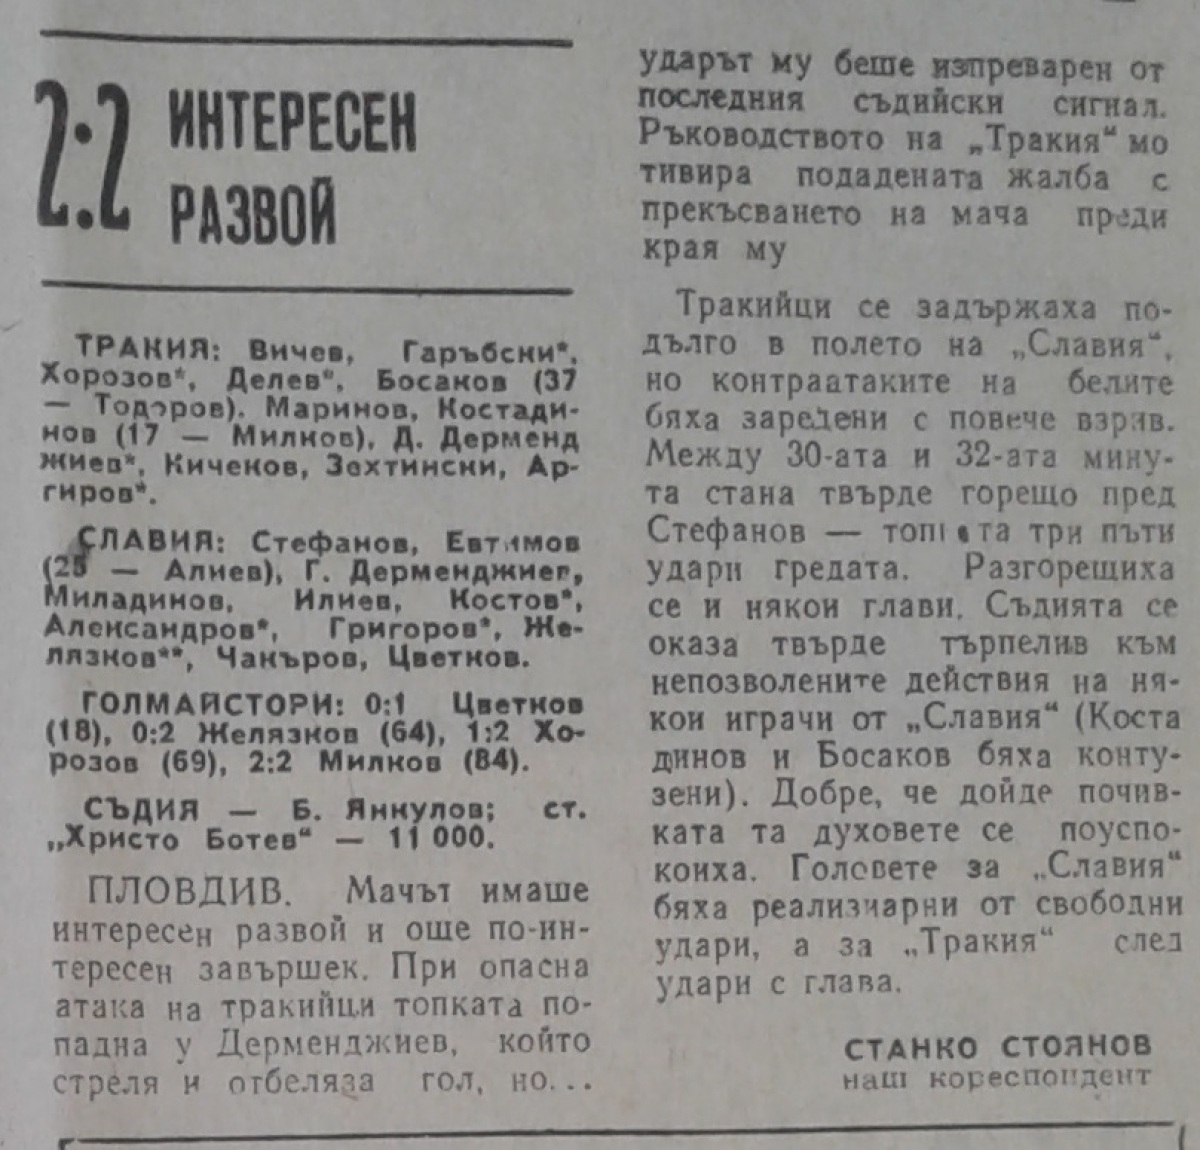 2:2
ИНТЕРЕСЕН
РАЗВОЙ
ТРАКИЯ: Вичев, Гаръбски*,
Хорозов*, Делев*, Босаков (37
— Тодоров). Маринов, Костади-
нов (17 — Милков), Д. Дерменд
жиев*, Кичеков, Зехтински, Ар-
гиров*.
СЛАВИЯ: Стефанов, Евтимов
(25 — Алиев), Г. Дерменджиев,
Миладинов, Илиев, Костов*,
Александров*, Григоров*, Же-
лязков**, Чакъров, Цветков.
ГОЛМАЙСТОРИ: 0:1 Цветков
(18), 0:2 Желязков (64), 1:2 Хо-
розов (69), 2:2 Милков (84).
СЪДИЯ — Б. Янкулов; ст.
„Христо Ботев“ — 11 000.
ПЛОВДИВ. Мачът имаше
интересен развой и още по-ин-
тересен завършек. При опасна
атака на тракийци топката по-
падна у Дерменджиев, който
стреля и отбеляза гол, но...
ударът му беше изпреварен от
последния съдийски сигнал.
Ръководството на „Тракия“ мо
тивира подадената жалба с
прекъсването на мача преди
края му
Тракийци се задържаха по-
дълго в полето на „Славия“,
но контраатаките на белите
бяха заредени с повече взрив.
Между 30-ата и 32-ата мину-
та стана твърде горещо пред
Стефанов — топката три пъти
удари гредата. Разгорещиха
се и някои глави. Съдията се
оказа твърде търпелив към
непозволените действия на ня-
кои играчи от „Славия“ (Коста
динов и Босаков бяха конту-
зени). Добре, че дойде почив-
ката та духовете се поуспо-
коиха. Головете за „Славия“
бяха реализиарни от свободни
удари, а за „Тракия“ след
удари с глава.
СТАНКО СТОЯНОВ
наш кореспондент